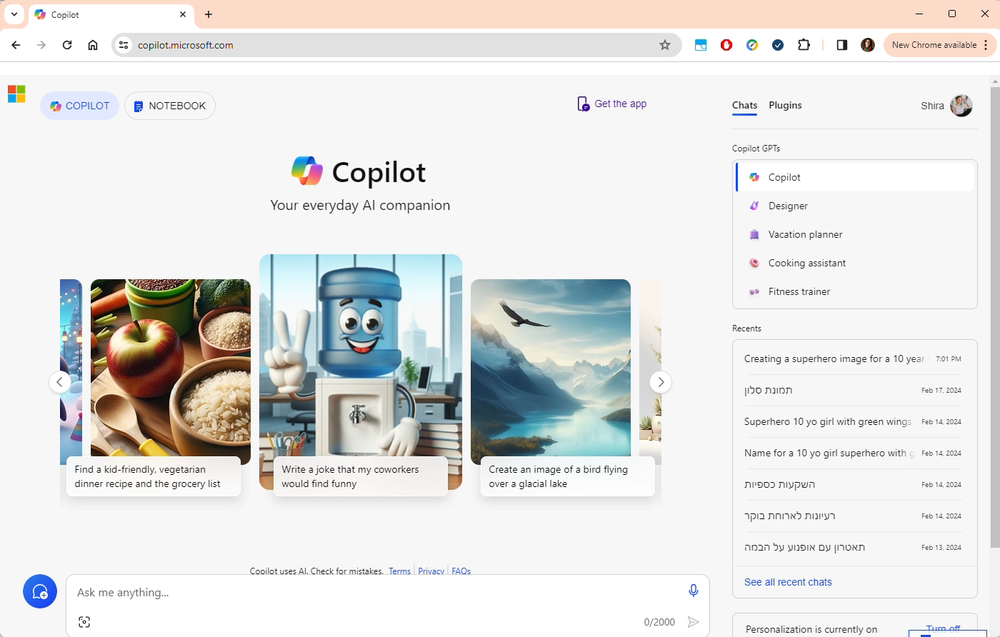 Copilot
copilot.microsoft.com
New Chrome available
COPILOT
NOTEBOOK
Get the app
Chats
Plugins
Shira
Copilot
Your everyday AI companion
Find a kid-friendly, vegetarian
dinner recipe and the grocery list
Write a joke that my coworkers
would find funny
Create an image of a bird flying
over a glacial lake
Copilot uses AI. Check for mistakes. Terms Privacy FAQs
Ask me anything...
0/2000
Copilot GPTs
Copilot
Designer
Vacation planner
Cooking assistant
Fitness trainer
Recents
Creating a superhero image for a 10 year 7:01 PM
תמונת סלון Feb 17, 2024
Superhero 10 yo girl with green wings Feb 14, 2024
Name for a 10 yo girl superhero with g Feb 14, 2024
השקעות כספיות Feb 14, 2024
רעיונות לארוחת בוקר Feb 14, 2024
תאטרון עם אופנוע על הבמה Feb 13, 2024
See all recent chats
Personalization is currently on Turn off